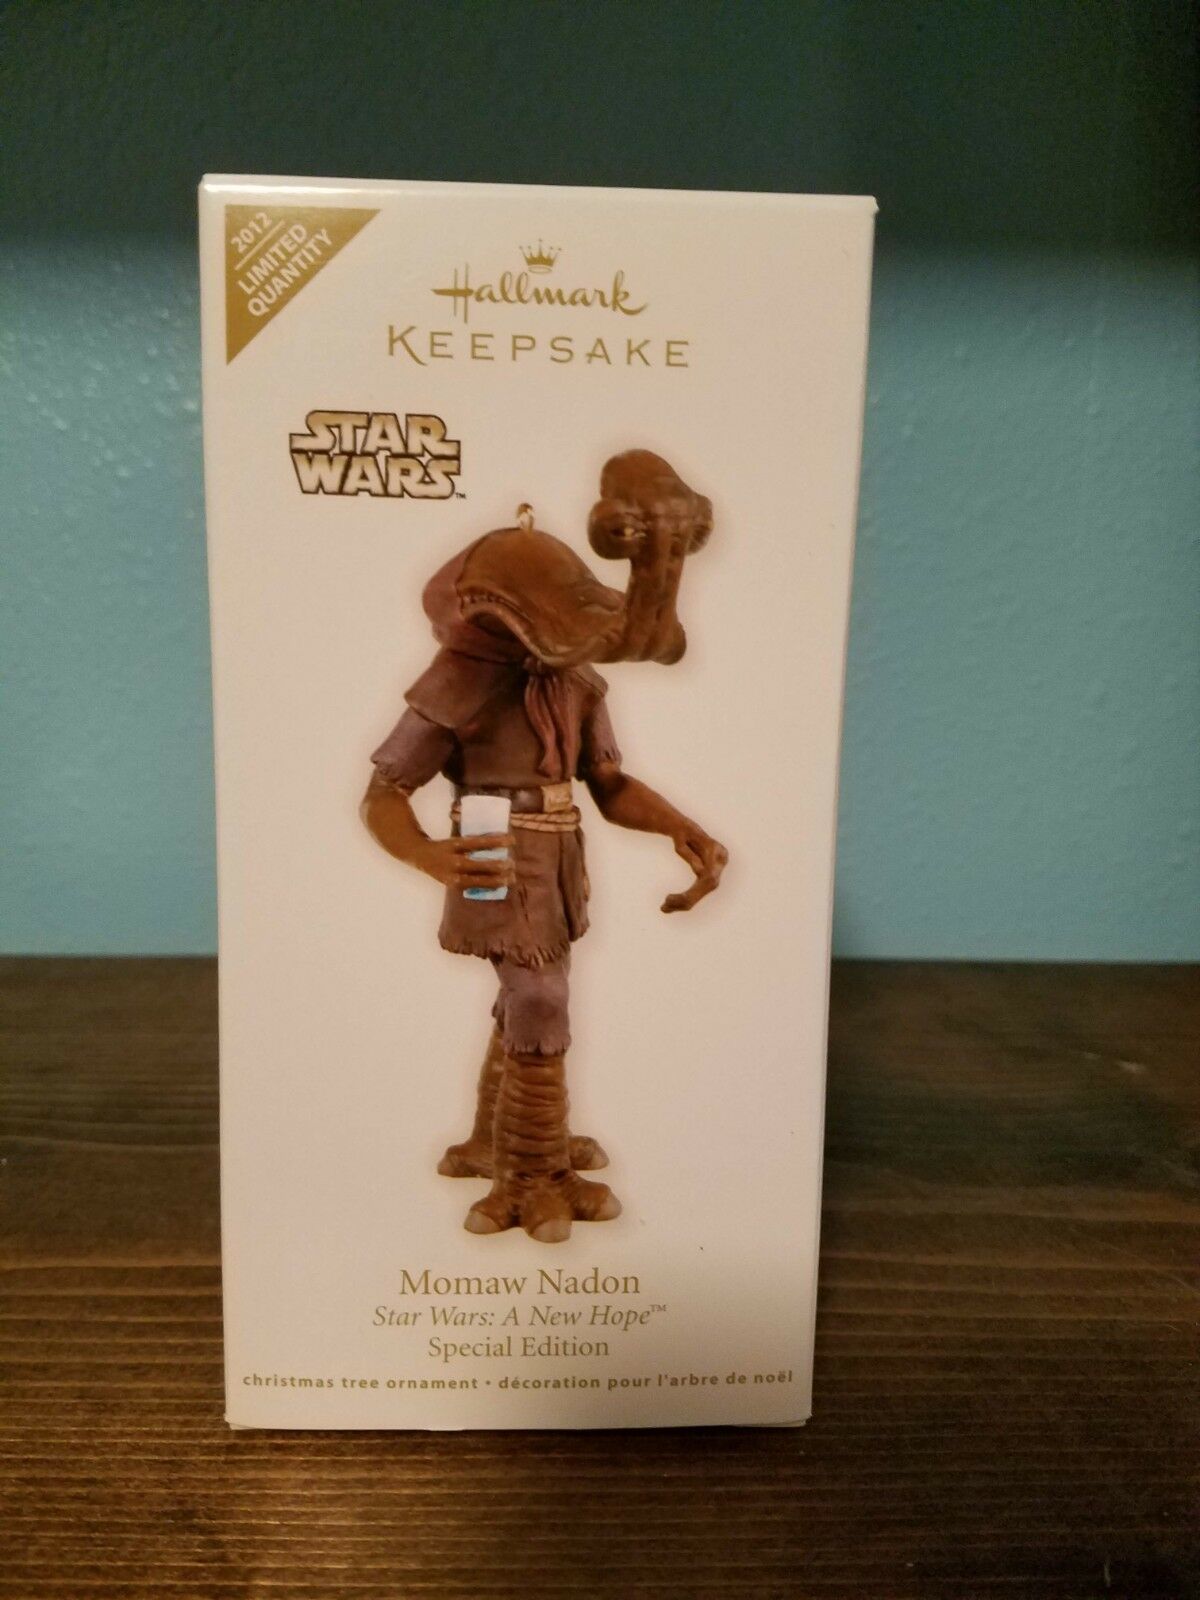 2012
LIMITED
QUANTITY
Hallmark
KEEPSAKE
STAR
WARS™
Momaw Nadon
Star Wars: A New Hope™
Special Edition
christmas tree ornament • décoration pour l'arbre de noël